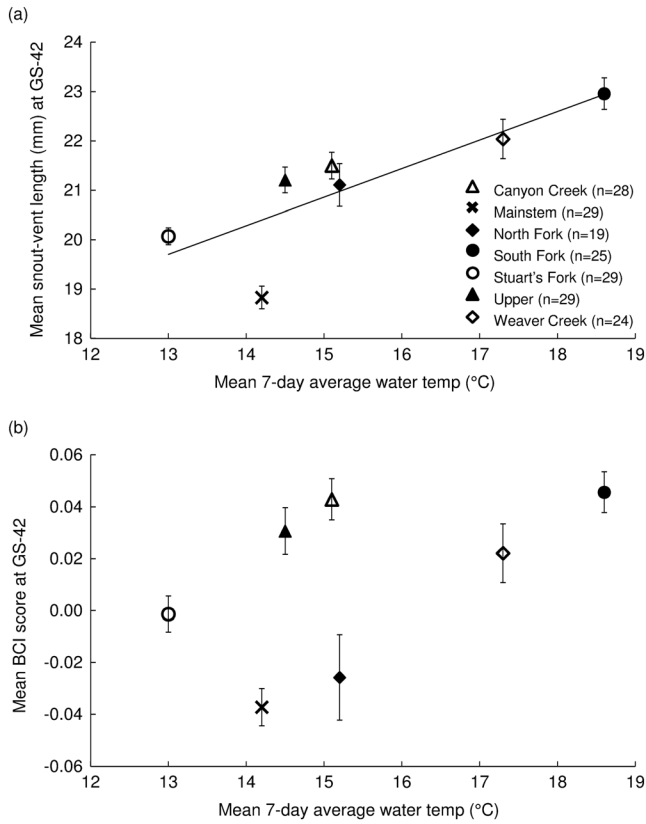 (a)
Mean snout-vent length (mm) at GS-42
24
23
22
21
20
19
18
Canyon Creek (n=28)
Mainstem (n=29)
North Fork (n=19)
South Fork (n=25)
Stuart's Fork (n=29)
Upper (n=29)
Weaver Creek (n=24)
12 13 14 15 16 17 18 19
Mean 7-day average water temp (°C)
(b)
Mean BCI score at GS-42
0.06
0.04
0.02
0.00
-0.02
-0.04
-0.06
12 13 14 15 16 17 18 19
Mean 7-day average water temp (°C)